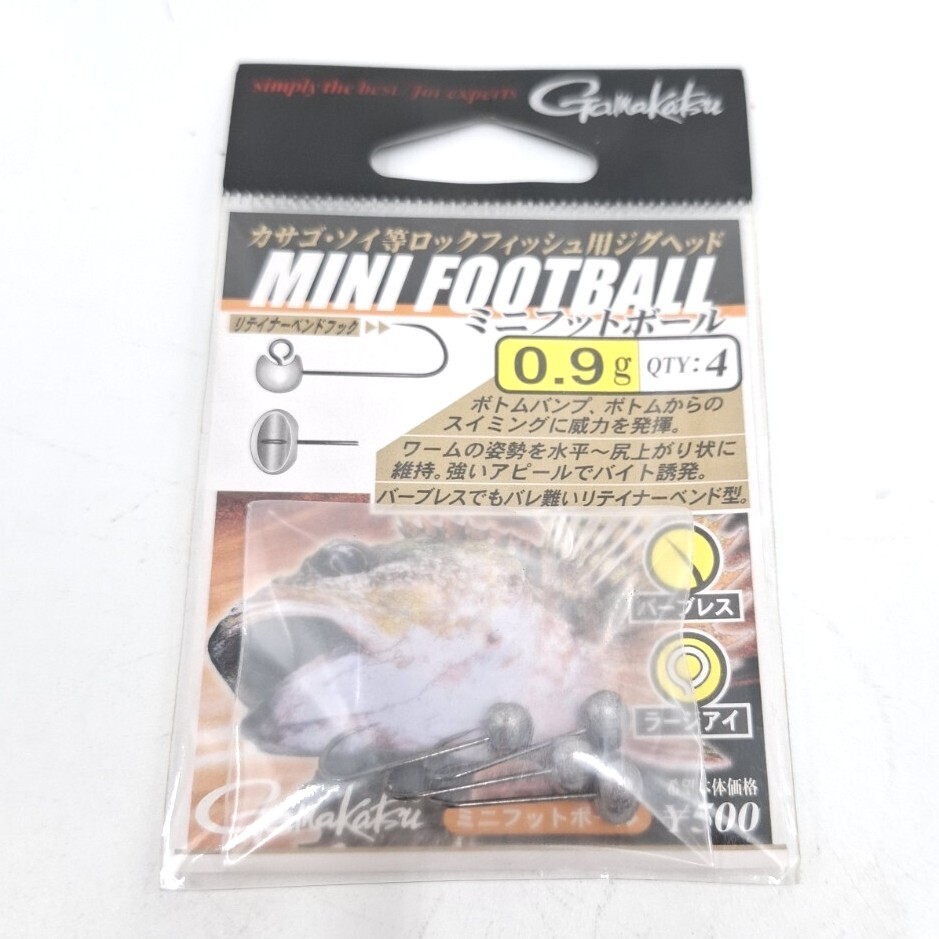 simply the best / for experts
Gamakatsu
カサゴ・ソイ等ロックフィッシュ用ジグヘッド
MINI FOOTBALL
ミニフットボール
リテイナーベンドフック
0.9g QTY:4
ボトムバンプ、ボトムからの
スイミングに威力を発揮。
ワームの姿勢を水平〜尻上がり状に
維持。強いアピールでバイト誘発。
バーブレスでもバレ難いリテイナーベンド型。
バーブレス
ラージアイ
希望本体価格
¥500
Gamakatsu
ミニフットボール